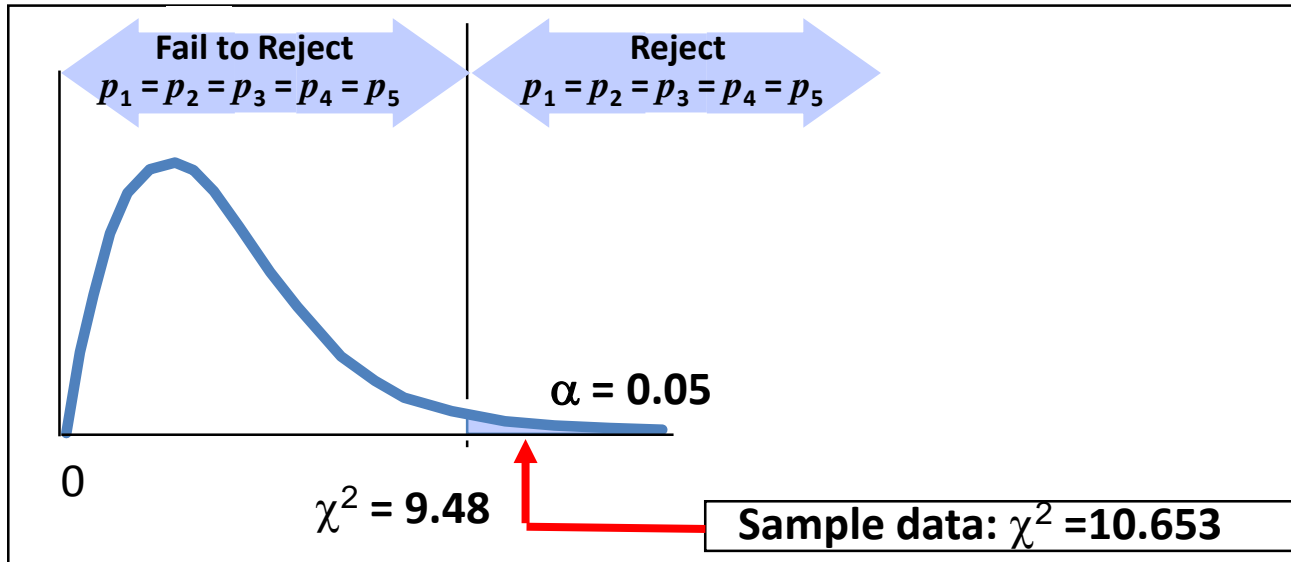 Fail to Reject
p₁ = p₂ = p₃ = p₄ = p₅
Reject
p₁ = p₂ = p₃ = p₄ = p₅
α = 0.05
0
χ² = 9.48
Sample data: χ² =10.653